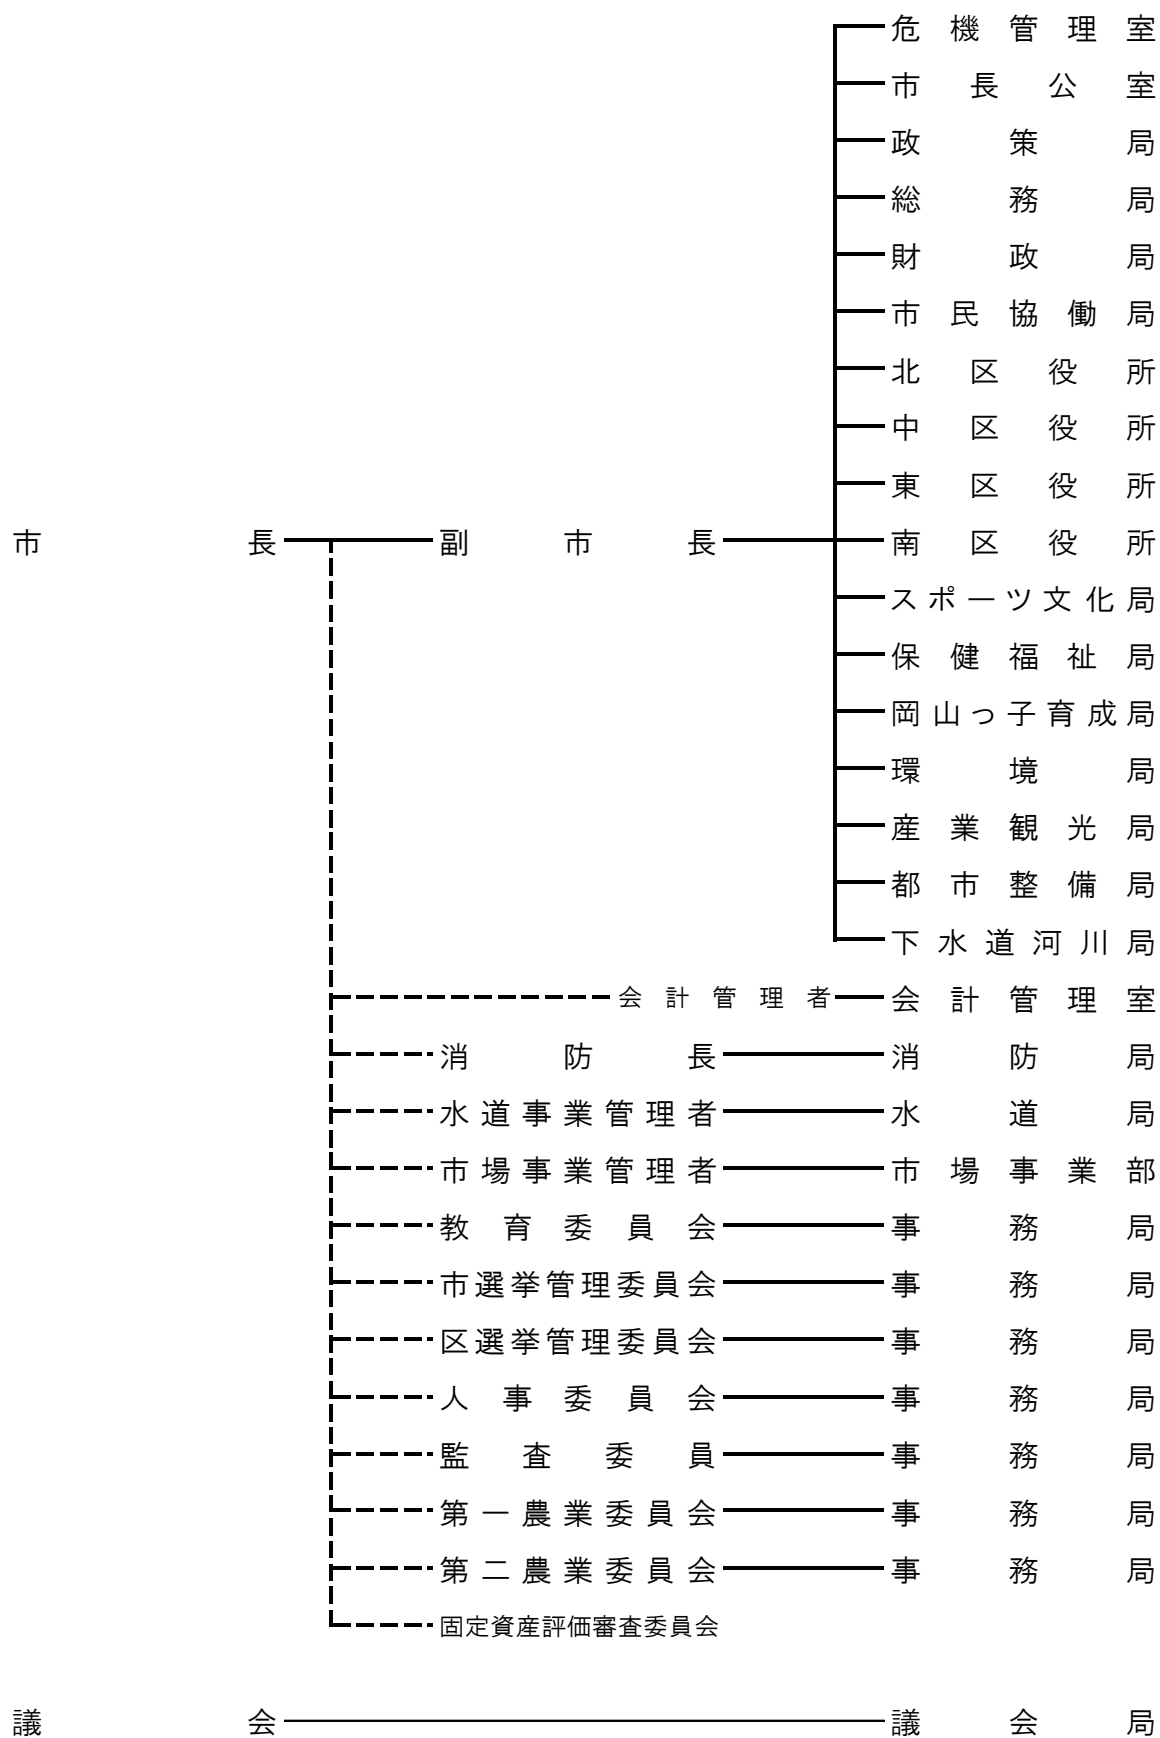 危機管理室
市長公室
政策局
総務局
財政局
市民協働局
北区役所
中区役所
東区役所
市長 副市長 南区役所
スポーツ文化局
保健福祉局
岡山っ子育成局
環境局
産業観光局
都市整備局
下水道河川局
会計管理者 会計管理室
消防長 消防局
水道事業管理者 水道局
市場事業管理者 市場事業部
教育委員会 事務局
市選挙管理委員会 事務局
区選挙管理委員会 事務局
人事委員会 事務局
監査委員 事務局
第一農業委員会 事務局
第二農業委員会 事務局
固定資産評価審査委員会
議会 議会局